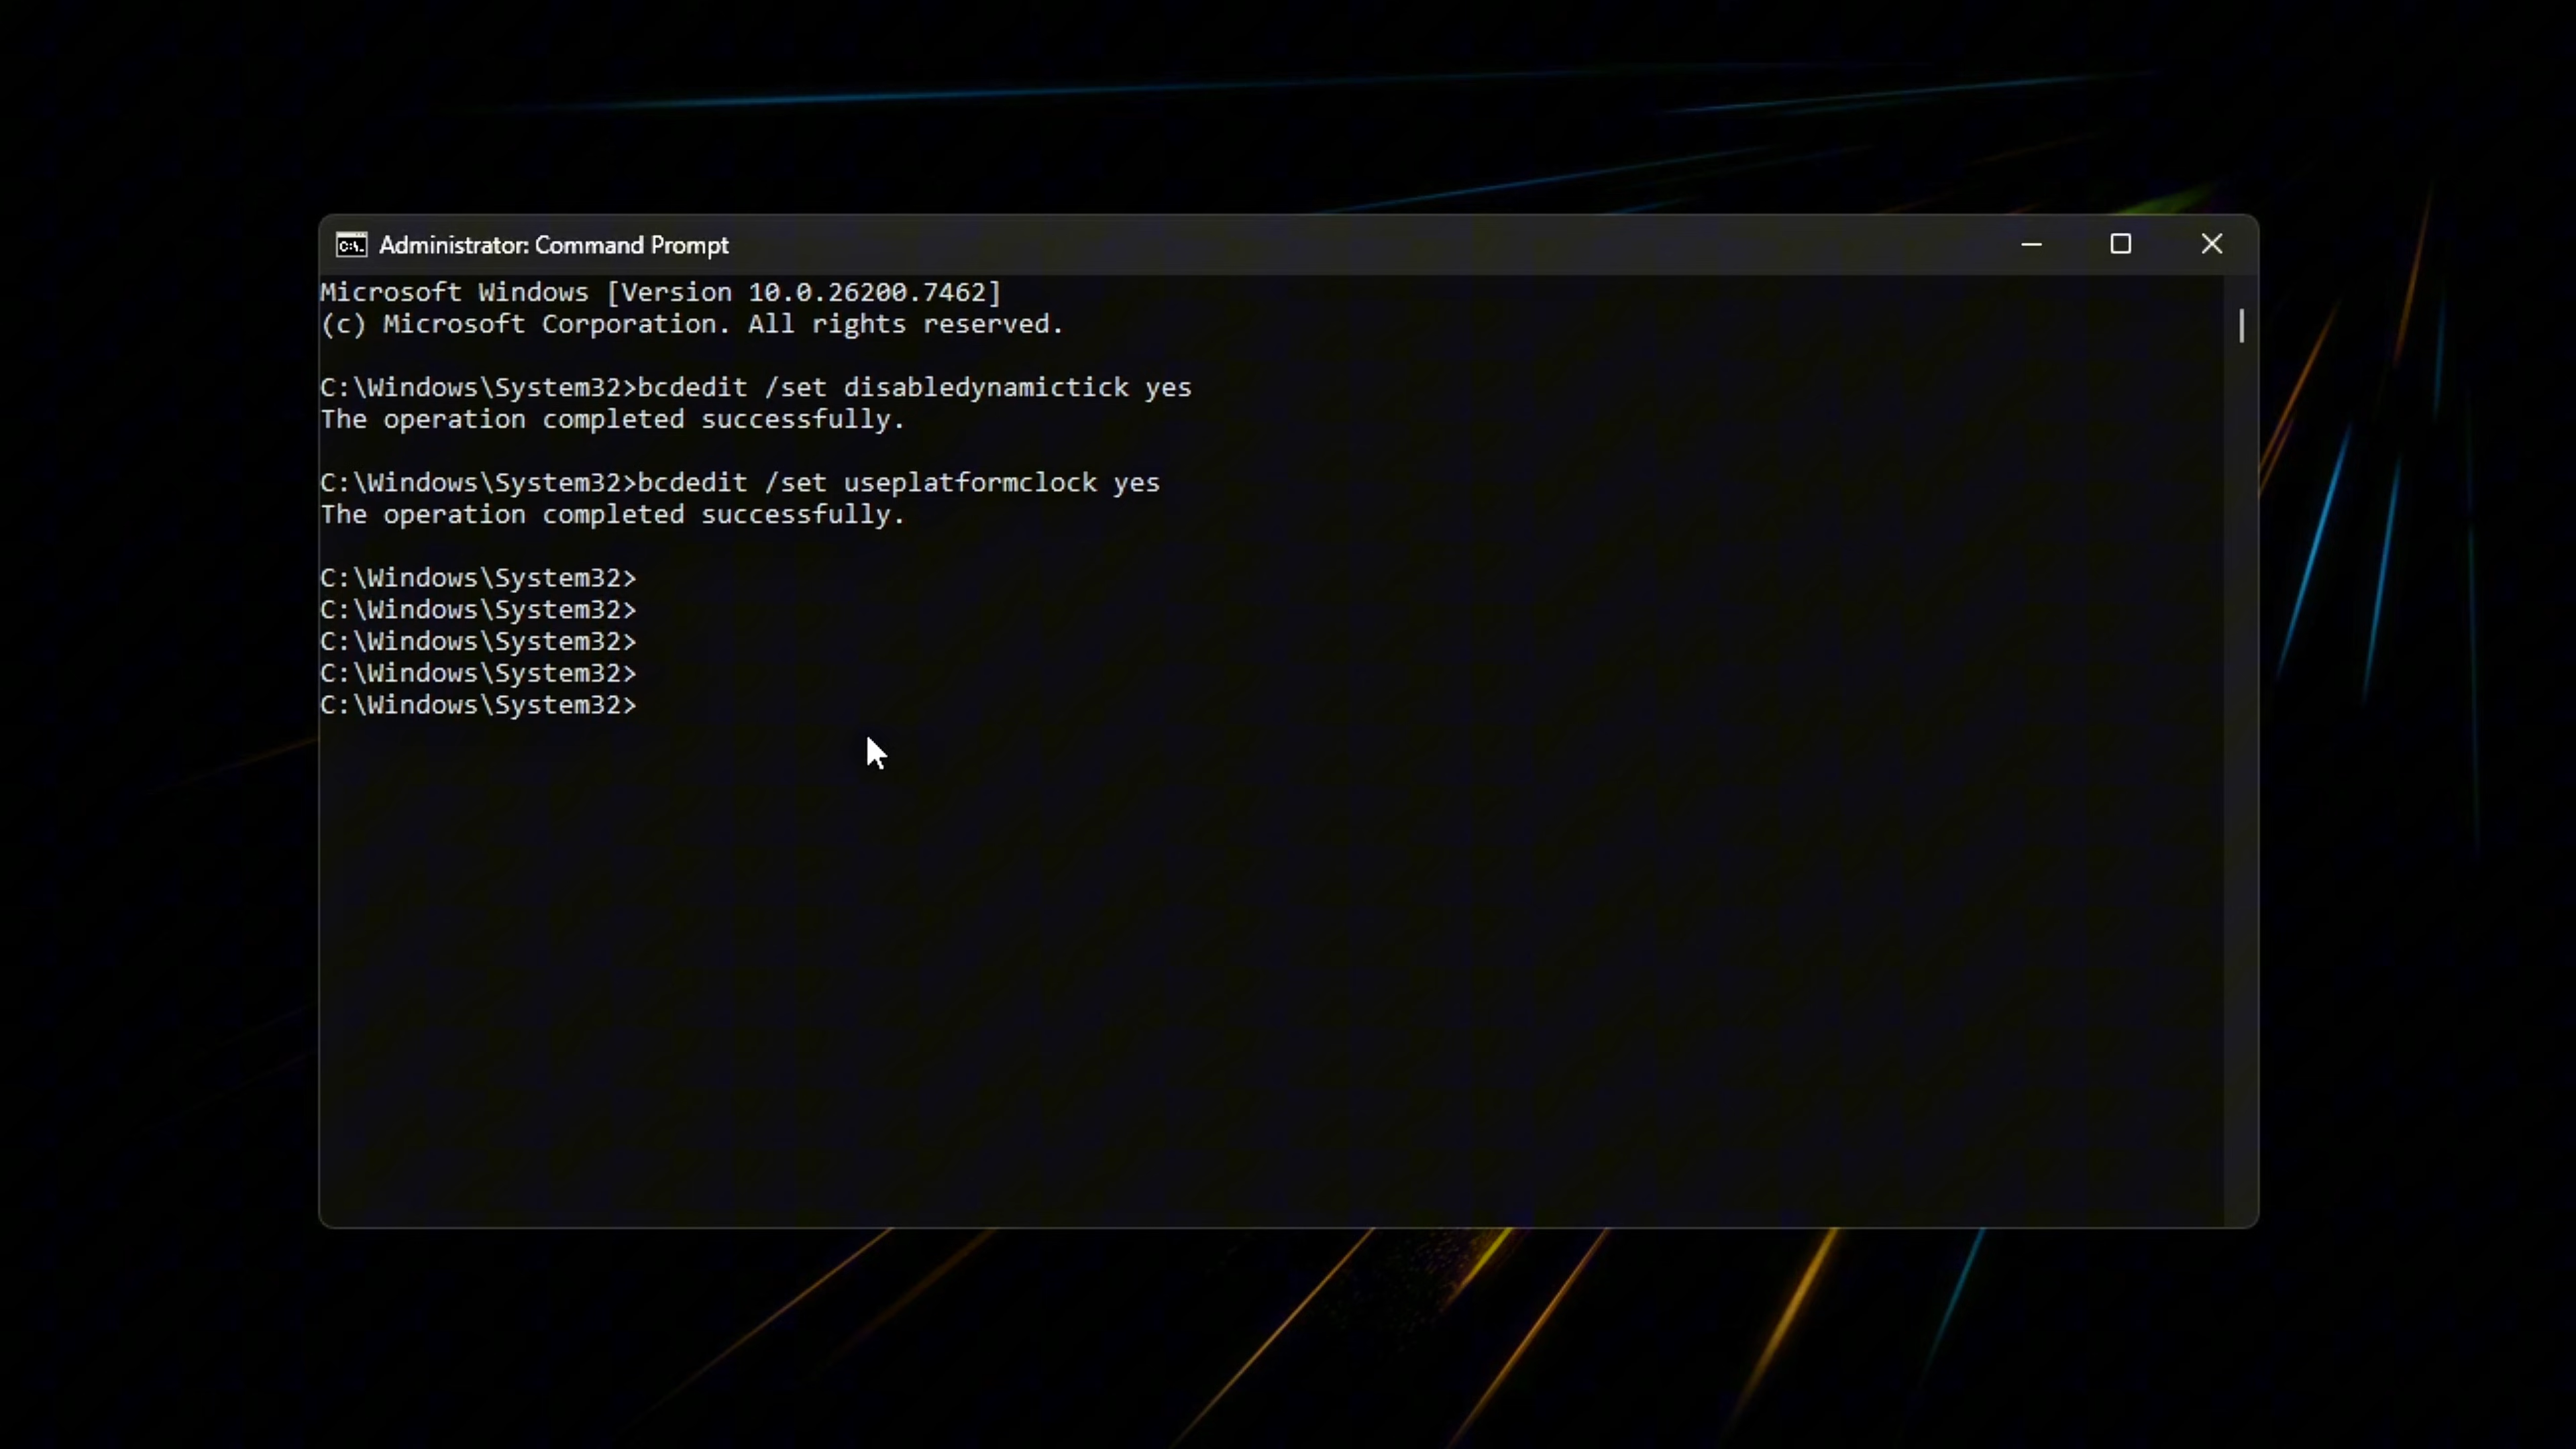 Administrator: Command Prompt
Microsoft Windows [Version 10.0.26200.7462]
(c) Microsoft Corporation. All rights reserved.
C:\Windows\System32>bcdedit /set disabledynamictick yes
The operation completed successfully.
C:\Windows\System32>bcdedit /set useplatformclock yes
The operation completed successfully.
C:\Windows\System32>
C:\Windows\System32>
C:\Windows\System32>
C:\Windows\System32>
C:\Windows\System32>